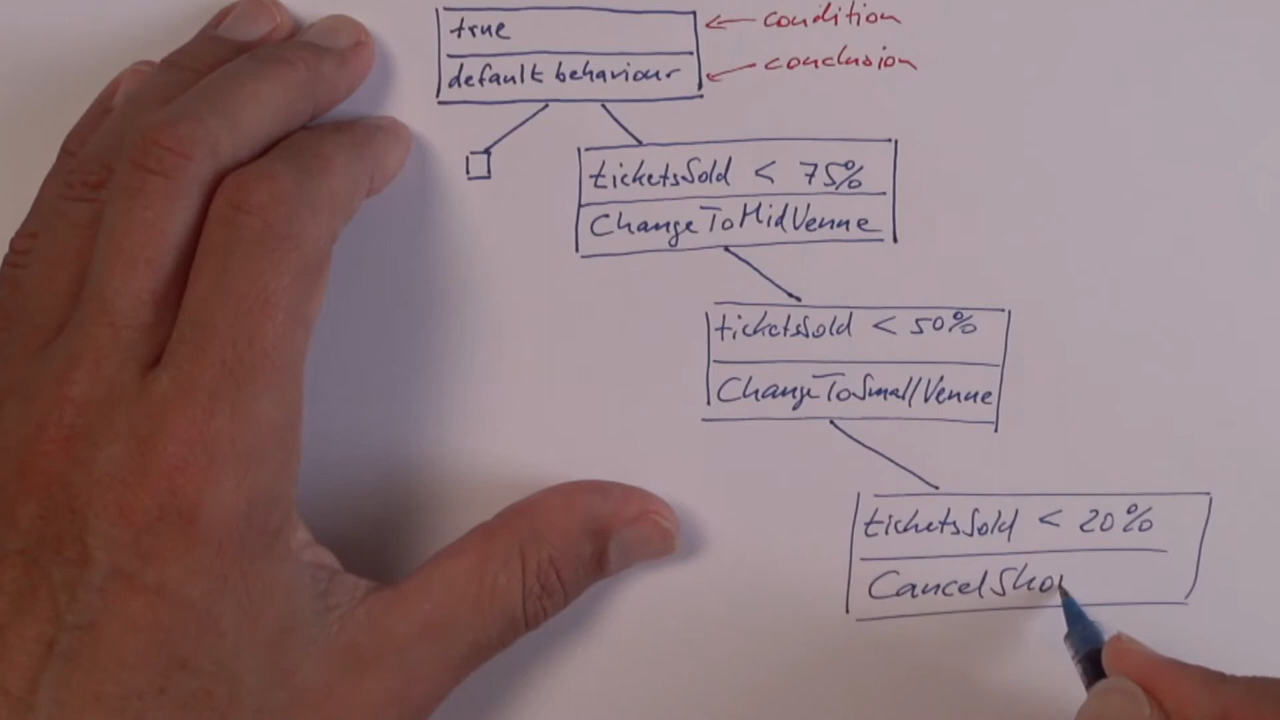 true
← condition
default behaviour
← conclusion
ticketsSold < 75%
ChangeToMidVenue
ticketsSold < 50%
ChangeToSmallVenue
ticketsSold < 20%
CancelSho